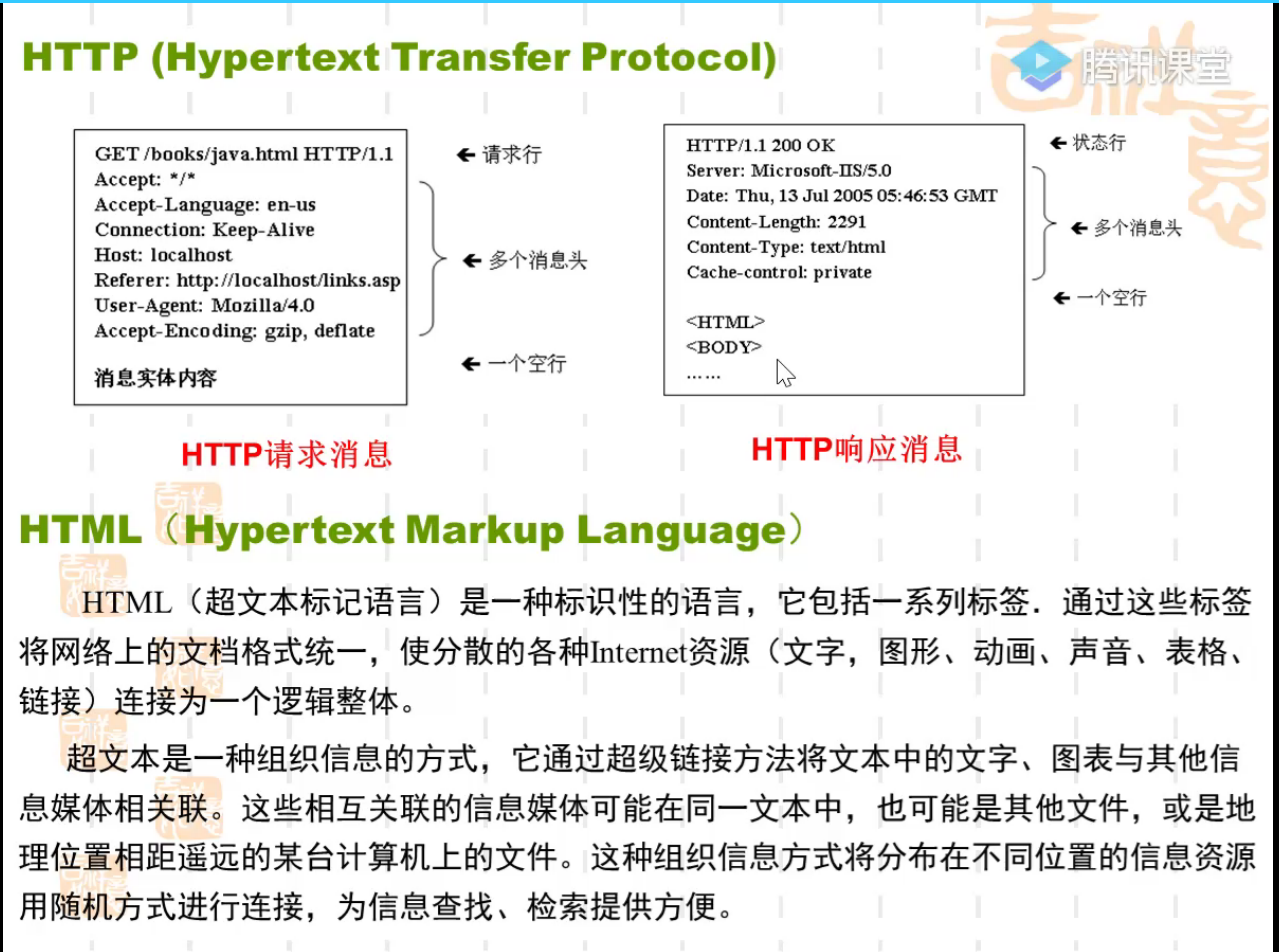 HTTP (Hypertext Transfer Protocol)
腾讯课堂
GET /books/java.html HTTP/1.1
Accept: */*
Accept-Language: en-us
Connection: Keep-Alive
Host: localhost
Referer: http://localhost/links.asp
User-Agent: Mozilla/4.0
Accept-Encoding: gzip, deflate
消息实体内容
← 请求行
← 多个消息头
← 一个空行
HTTP请求消息
HTTP/1.1 200 OK
Server: Microsoft-IIS/5.0
Date: Thu, 13 Jul 2005 05:46:53 GMT
Content-Length: 2291
Content-Type: text/html
Cache-control: private
<HTML>
<BODY>
……
← 状态行
← 多个消息头
← 一个空行
HTTP响应消息
HTML（Hypertext Markup Language）
HTML（超文本标记语言）是一种标识性的语言，它包括一系列标签．通过这些标签
将网络上的文档格式统一，使分散的各种Internet资源（文字，图形、动画、声音、表格、
链接）连接为一个逻辑整体。
超文本是一种组织信息的方式，它通过超级链接方法将文本中的文字、图表与其他信
息媒体相关联。这些相互关联的信息媒体可能在同一文本中，也可能是其他文件，或是地
理位置相距遥远的某台计算机上的文件。这种组织信息方式将分布在不同位置的信息资源
用随机方式进行连接，为信息查找、检索提供方便。